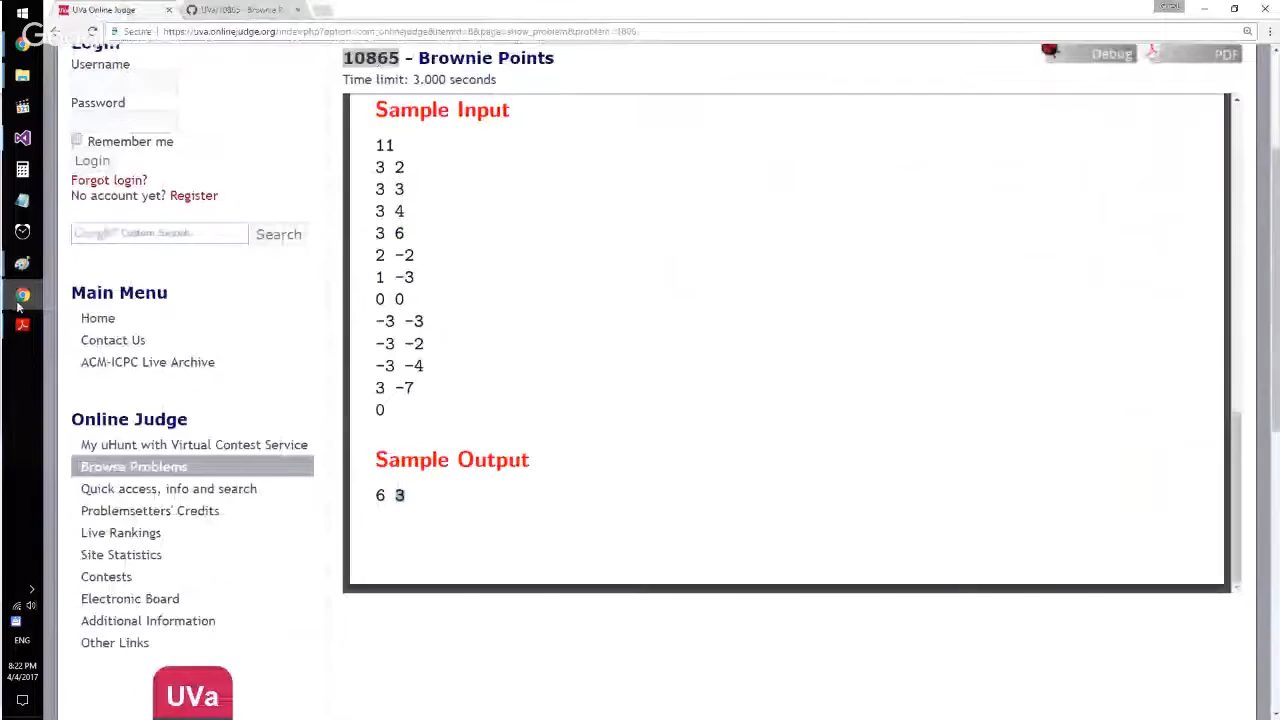 UVa Online Judge
UVa/10865 - Brownie P
Secure
10865 - Brownie Points
Time limit: 3.000 seconds
Debug
PDF
Login?
Username
Password
Remember me
Login
Forgot login?
No account yet? Register
Search
Main Menu
Home
Contact Us
ACM-ICPC Live Archive
Online Judge
My uHunt with Virtual Contest Service
Browse Problems
Quick access, info and search
Problemsetters' Credits
Live Rankings
Site Statistics
Contests
Electronic Board
Additional Information
Other Links
UVa
Sample Input
11
3 2
3 3
3 4
3 6
2 -2
1 -3
0 0
-3 -3
-3 -2
-3 -4
3 -7
0
Sample Output
6 3
ENG
8:22 PM
4/4/2017